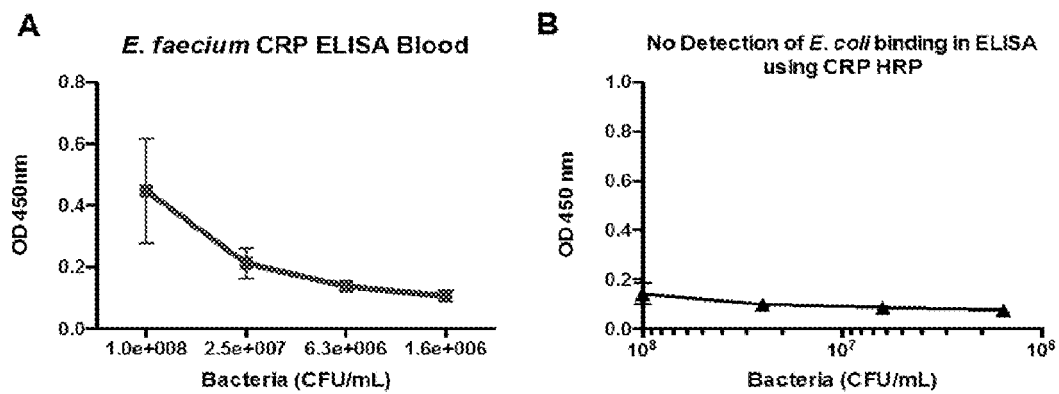 A
E. faecium CRP ELISA Blood
0.8
0.6
0.4
0.2
0.0
OD 450nm
1.0e+008 2.5e+007 6.3e+006 1.6e+006
Bacteria (CFU/mL)
B
No Detection of E. coli binding in ELISA
using CRP HRP
1.0
0.8
0.6
0.4
0.2
0.0
OD 450 nm
10⁸ 10⁷ 10⁶
Bacteria (CFU/mL)